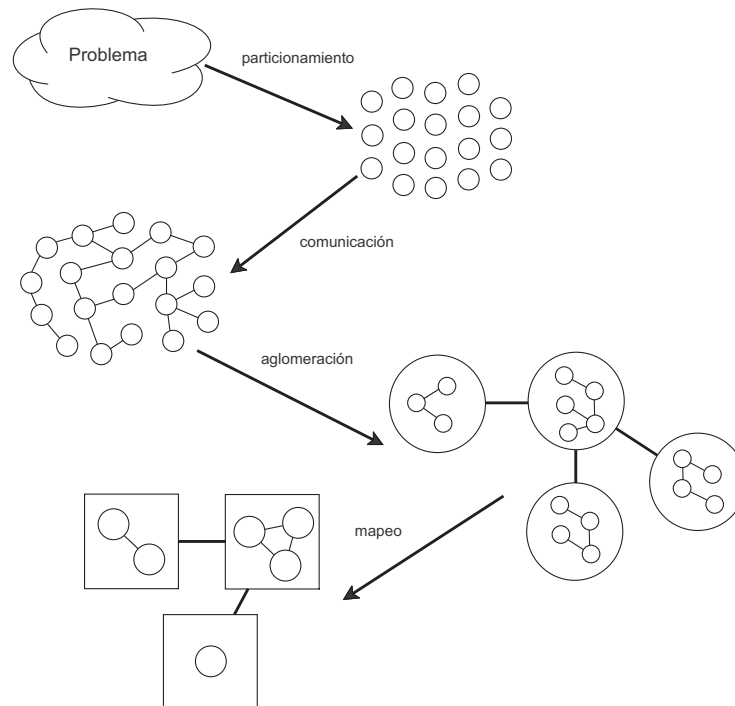 Problema
particionamiento
comunicación
aglomeración
mapeo